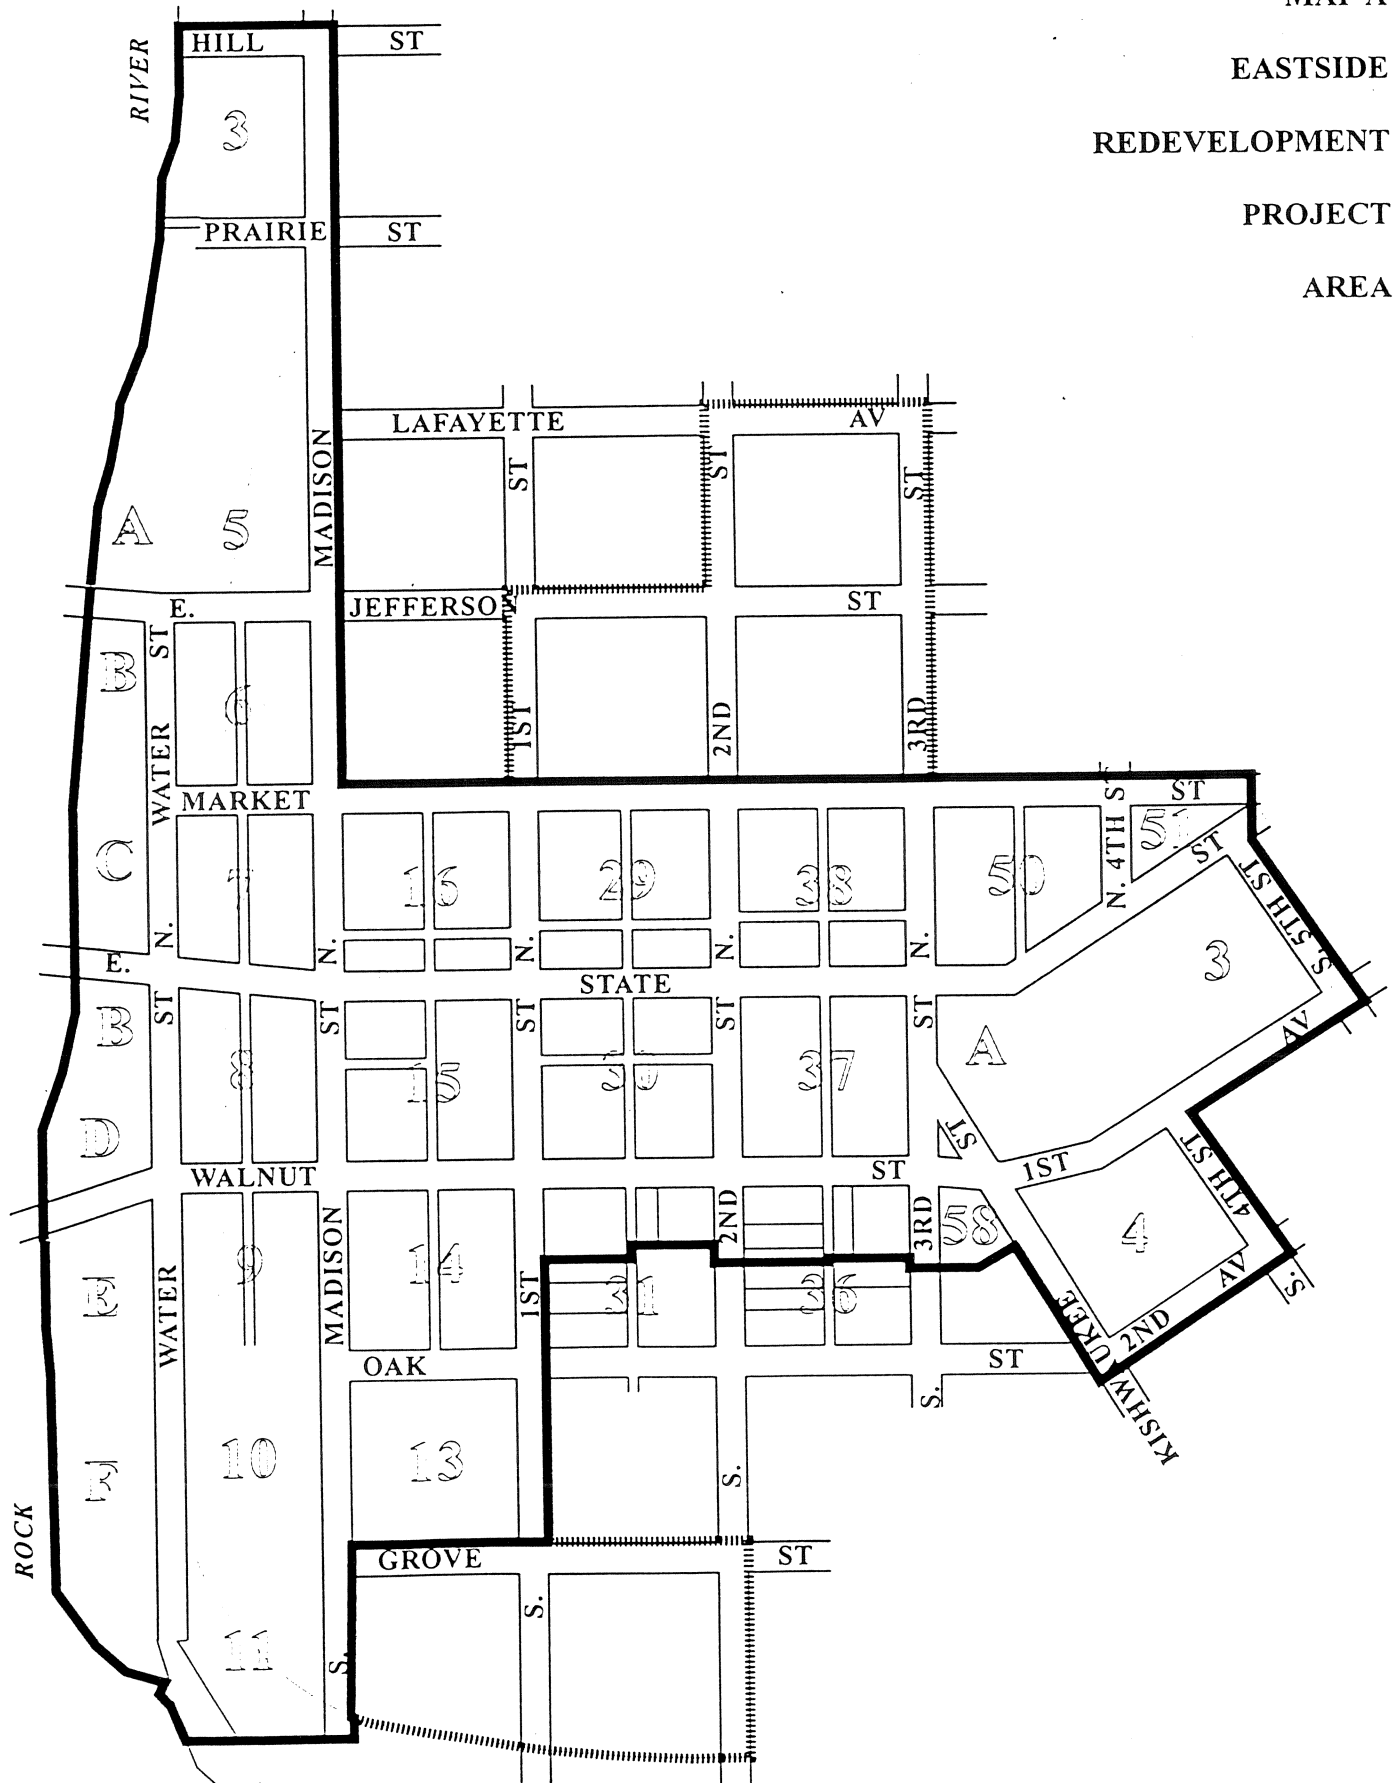 MAP A
EASTSIDE
REDEVELOPMENT
PROJECT
AREA
RIVER
HILL ST
3
PRAIRIE ST
MADISON
LAFAYETTE AV
ST
ST
ST
A
5
E. JEFFERSON ST
ST
B
6
WATER
1ST
2ND
3RD
MARKET ST
N. 4TH ST
51
ST
C
7
16
29
38
50
S. 5TH ST
3
N.
N.
N.
N.
N.
E. STATE
ST
ST
ST
ST
ST
AV
B
8
15
37
A
D
ST
1ST
4TH ST
WALNUT ST
2ND
3RD
58
4
9
14
MADISON
WATER
1ST
E
31
36
AV
S.
2ND
KISHWAUKEE
OAK ST
S.
10
13
F
S.
ROCK
GROVE ST
S.
11
S.